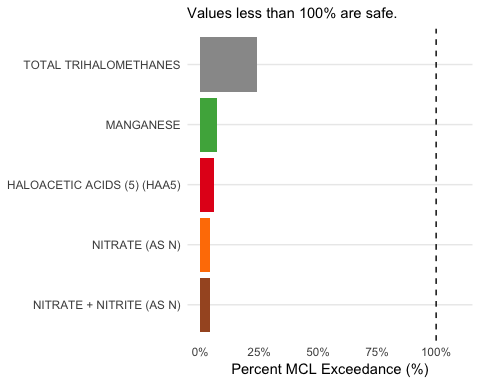 Values less than 100% are safe.
TOTAL TRIHALOMETHANES
MANGANESE
HALOACETIC ACIDS (5) (HAA5)
NITRATE (AS N)
NITRATE + NITRITE (AS N)
0% 25% 50% 75% 100%
Percent MCL Exceedance (%)